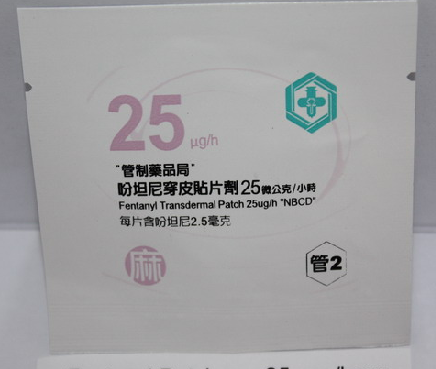 25 μg/h
"管制藥品局"
吩坦尼穿皮貼片劑25微公克/小時
Fentanyl Transdermal Patch 25ug/h "NBCD"
每片含吩坦尼2.5毫克
麻
管2